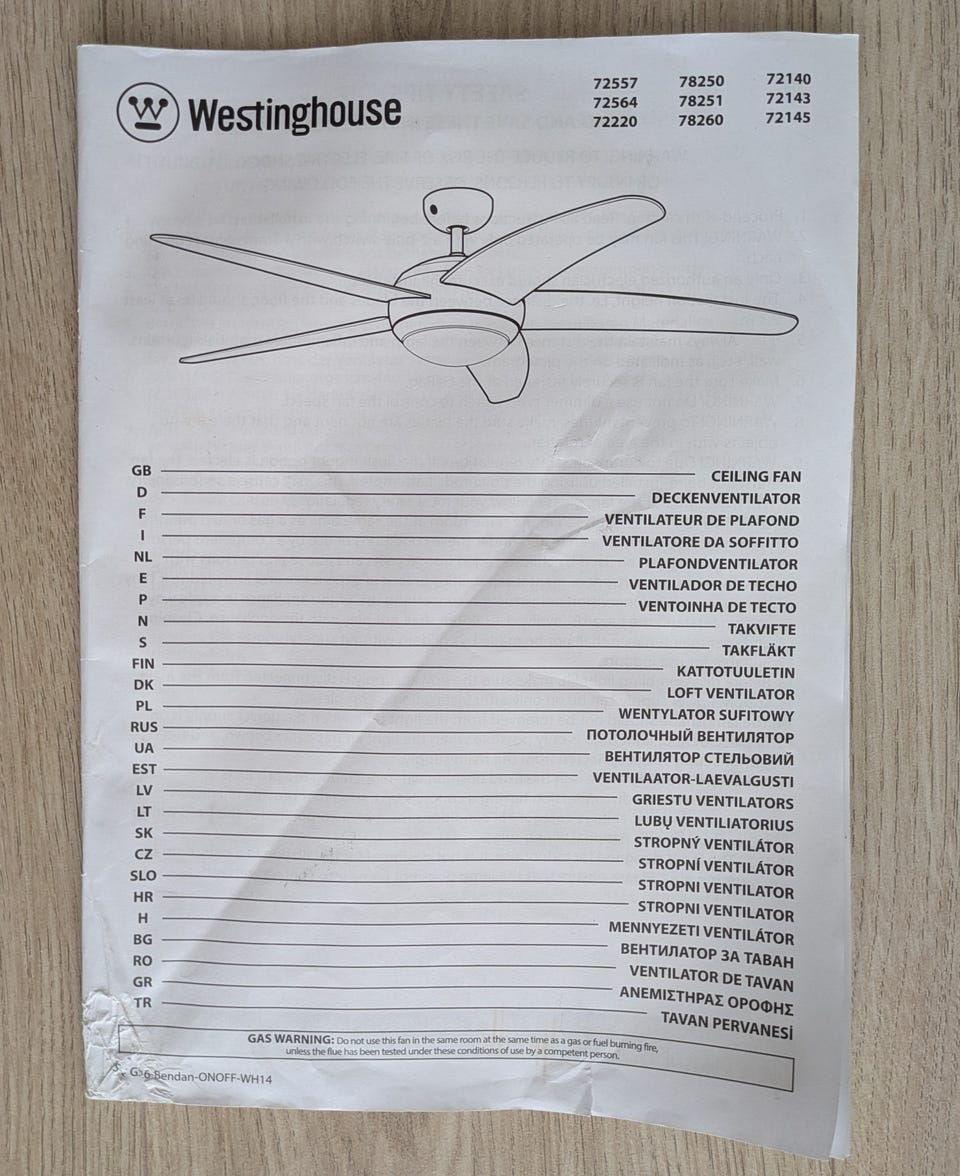 Westinghouse
72557 78250 72140
72564 78251 72143
72220 78260 72145
GB CEILING FAN
D DECKENVENTILATOR
F VENTILATEUR DE PLAFOND
I VENTILATORE DA SOFFITTO
NL PLAFONDVENTILATOR
E VENTILADOR DE TECHO
P VENTOINHA DE TECTO
N TAKVIFTE
S TAKFLÄKT
FIN KATTOTUULETIN
DK LOFT VENTILATOR
PL WENTYLATOR SUFITOWY
RUS ПОТОЛОЧНЫЙ ВЕНТИЛЯТОР
UA ВЕНТИЛЯТОР СТЕЛЬОВИЙ
EST VENTILAATOR-LAEVALGUSTI
LV GRIESTU VENTILATORS
LT LUBŲ VENTILIATORIUS
SK STROPNÝ VENTILÁTOR
CZ STROPNÍ VENTILÁTOR
SLO STROPNI VENTILATOR
HR STROPNI VENTILATOR
H MENNYEZETI VENTILÁTOR
BG ВЕНТИЛАТОР ЗА ТАВАН
RO VENTILATOR DE TAVAN
GR ΑΝΕΜΙΣΤΗΡΑΣ ΟΡΟΦΗΣ
TR TAVAN PERVANESİ
GAS WARNING: Do not use this fan in the same room at the same time as a gas or fuel burning fire,
unless the flue has been tested under these conditions of use by a competent person.
Bendan-ONOFF-WH14